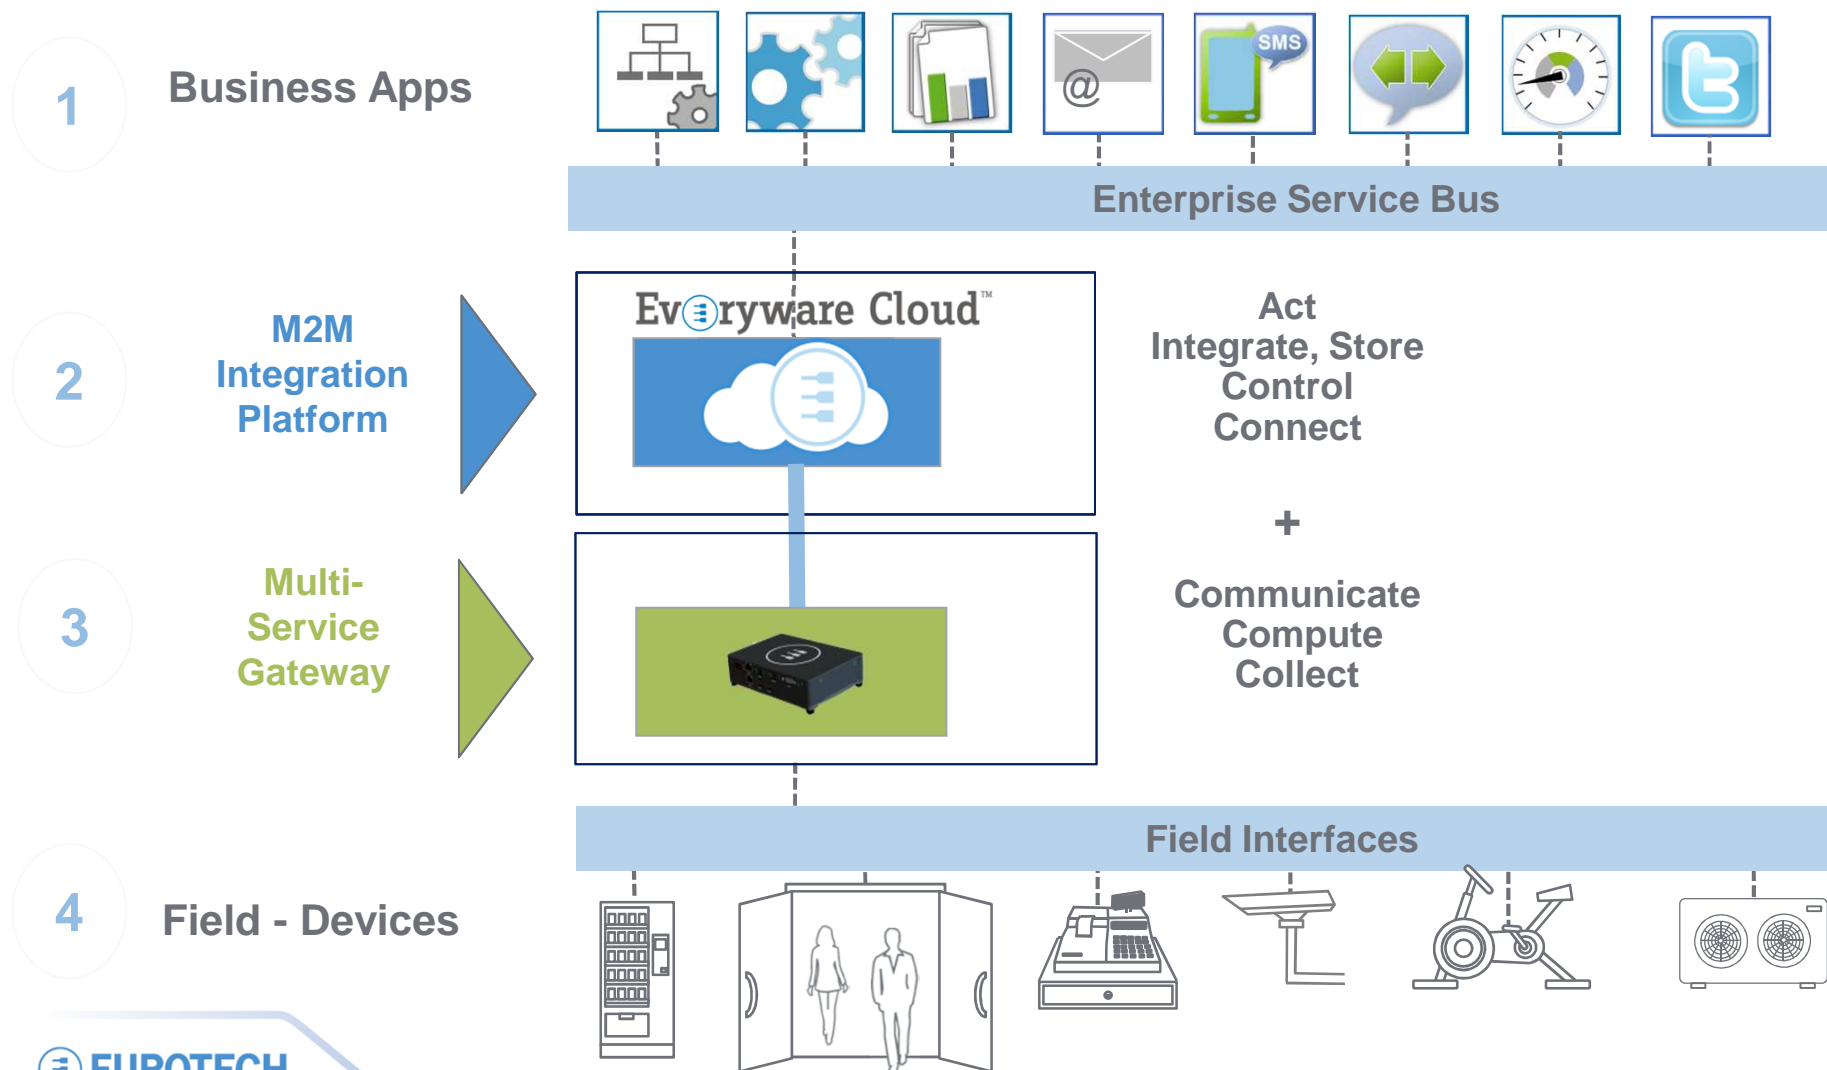 1
Business Apps
@
SMS
Enterprise Service Bus
2
M2M
Integration
Platform
Everyware Cloud™
Act
Integrate, Store
Control
Connect
+
3
Multi-
Service
Gateway
Communicate
Compute
Collect
Field Interfaces
4
Field - Devices
EUROTECH